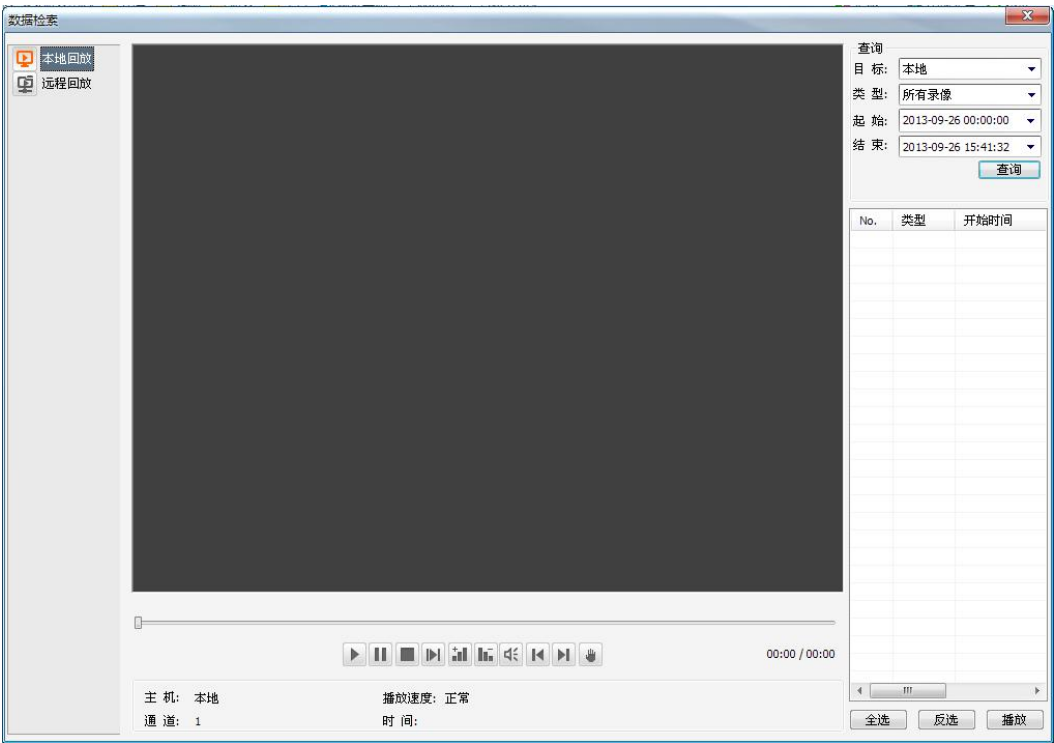 数据检索
本地回放
远程回放
查询
目 标: 本地
类 型: 所有录像
起 始: 2013-09-26 00:00:00
结 束: 2013-09-26 15:41:32
查询
No. 类型 开始时间
00:00 / 00:00
主 机: 本地 播放速度: 正常
通 道: 1 时 间:
全选 反选 播放